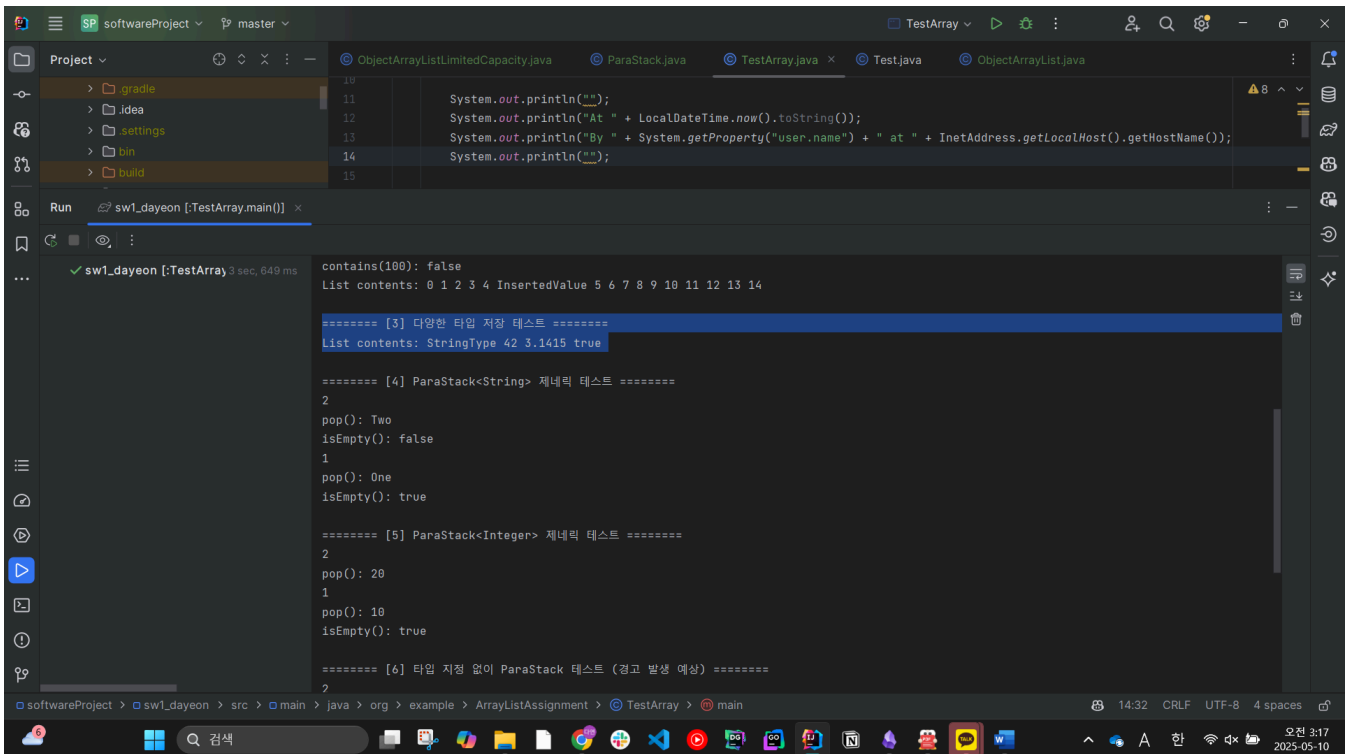 SP softwareProject master TestArray
Project
ObjectArrayListLimitedCapacity.java ParaStack.java TestArray.java Test.java ObjectArrayList.java
.gradle
.idea
.settings
bin
build
10
11 System.out.println("");
12 System.out.println("At " + LocalDateTime.now().toString());
13 System.out.println("By " + System.getProperty("user.name") + " at " + InetAddress.getLocalHost().getHostName());
14 System.out.println("");
15
8
Run sw1_dayeon [:TestArray.main()]
sw1_dayeon [:TestArray 3 sec, 649 ms
contains(100): false
List contents: 0 1 2 3 4 InsertedValue 5 6 7 8 9 10 11 12 13 14
======== [3] 다양한 타입 저장 테스트 ========
List contents: StringType 42 3.1415 true
======== [4] ParaStack<String> 제네릭 테스트 ========
2
pop(): Two
isEmpty(): false
1
pop(): One
isEmpty(): true
======== [5] ParaStack<Integer> 제네릭 테스트 ========
2
pop(): 20
1
pop(): 10
isEmpty(): true
======== [6] 타입 지정 없이 ParaStack 테스트 (경고 발생 예상) ========
2
softwareProject > sw1_dayeon > src > main > java > org > example > ArrayListAssignment > TestArray > main
14:32 CRLF UTF-8 4 spaces
6
검색
A 한
오전 3:17
2025-05-10